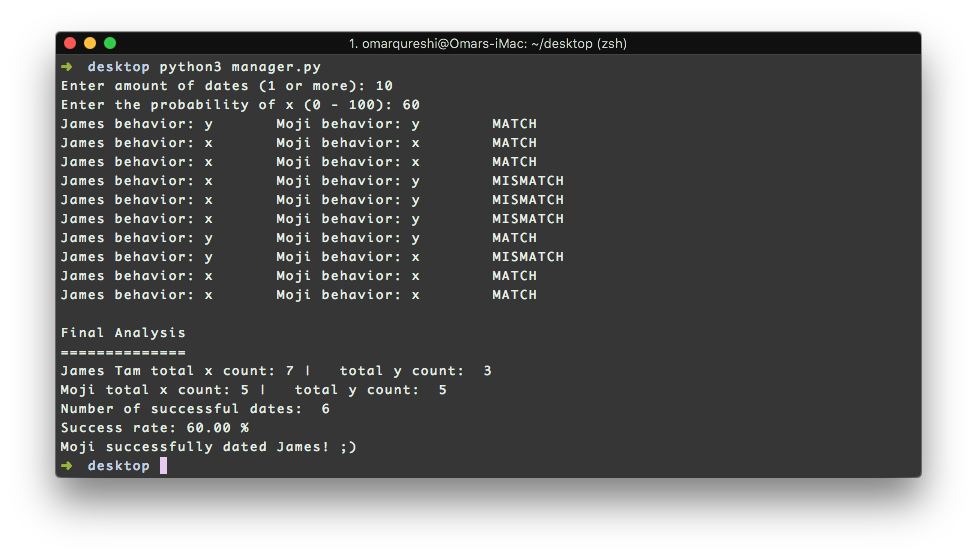 1. omarqureshi@Omars-iMac: ~/desktop (zsh)
➜  desktop python3 manager.py
Enter amount of dates (1 or more): 10
Enter the probability of x (0 - 100): 60
James behavior: y       Moji behavior: y        MATCH
James behavior: x       Moji behavior: x        MATCH
James behavior: x       Moji behavior: x        MATCH
James behavior: x       Moji behavior: y        MISMATCH
James behavior: x       Moji behavior: y        MISMATCH
James behavior: x       Moji behavior: y        MISMATCH
James behavior: y       Moji behavior: y        MATCH
James behavior: y       Moji behavior: x        MISMATCH
James behavior: x       Moji behavior: x        MATCH
James behavior: x       Moji behavior: x        MATCH

Final Analysis
==============
James Tam total x count: 7 |   total y count:  3
Moji total x count: 5 |   total y count:  5
Number of successful dates:  6
Success rate: 60.00 %
Moji successfully dated James! ;)
➜  desktop